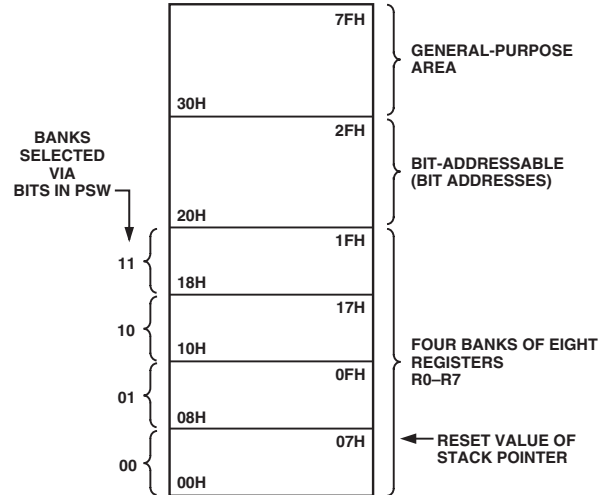 7FH
GENERAL-PURPOSE
AREA
30H
BANKS
SELECTED
VIA
BITS IN PSW
2FH
BIT-ADDRESSABLE
(BIT ADDRESSES)
20H
11
1FH
18H
10
17H
10H
FOUR BANKS OF EIGHT
REGISTERS
R0–R7
01
0FH
08H
00
07H
00H
RESET VALUE OF
STACK POINTER